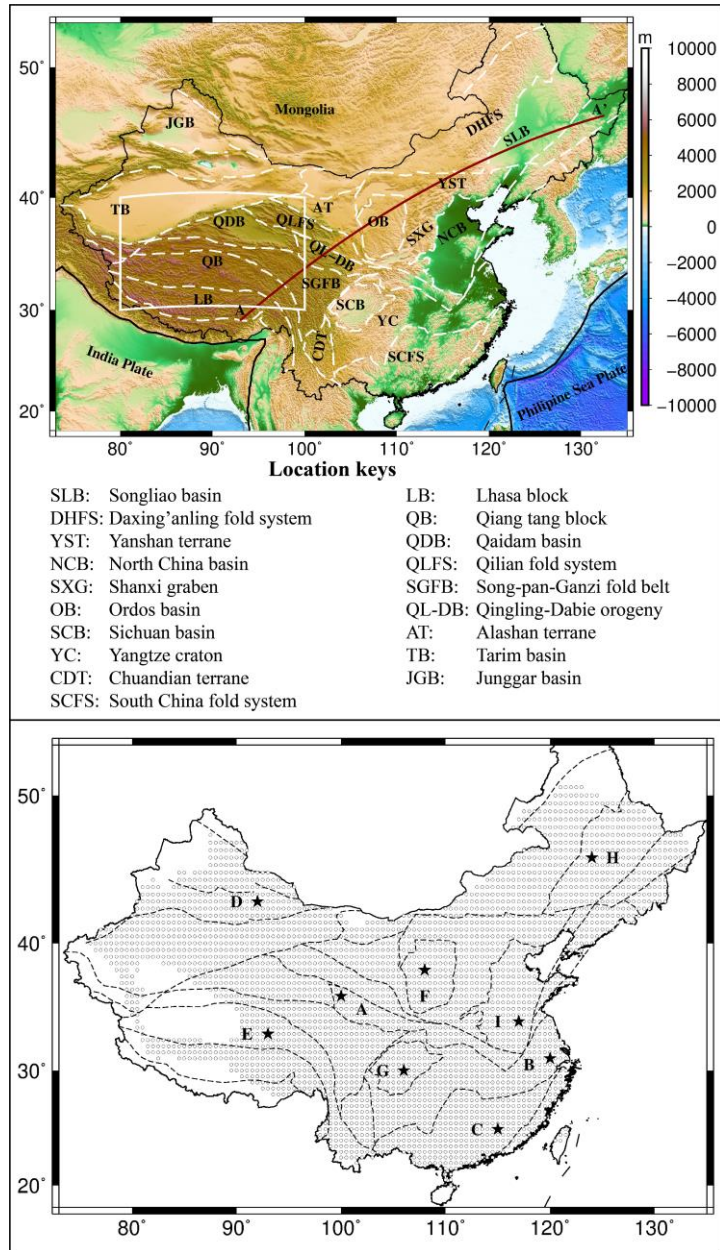 m
10000
8000
6000
4000
2000
0
−2000
−4000
−6000
−8000
−10000
50°
40°
30°
20°
JGB
Mongolia
DHFS
SLB
A'
YST
TB
QDB
QLFS
AT
OB
SXG
NCB
QL-DB
QB
SGFB
LB
A
SCB
YC
CDT
SCFS
India Plate
Philipine Sea Plate
80° 90° 100° 110° 120° 130°
Location keys
SLB: Songliao basin
DHFS: Daxing’anling fold system
YST: Yanshan terrane
NCB: North China basin
SXG: Shanxi graben
OB: Ordos basin
SCB: Sichuan basin
YC: Yangtze craton
CDT: Chuandian terrane
SCFS: South China fold system
LB: Lhasa block
QB: Qiang tang block
QDB: Qaidam basin
QLFS: Qilian fold system
SGFB: Song-pan-Ganzi fold belt
QL-DB: Qingling-Dabie orogeny
AT: Alashan terrane
TB: Tarim basin
JGB: Junggar basin
50°
40°
30°
20°
H
D
F
A
I
E
B
G
C
80° 90° 100° 110° 120° 130°